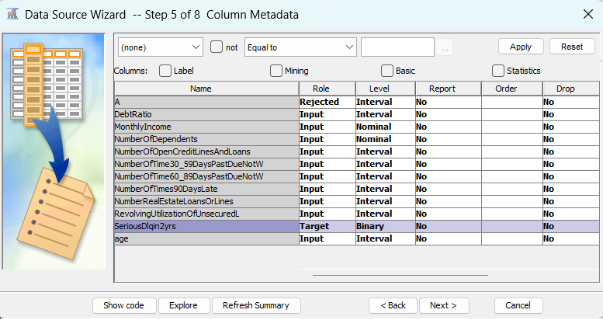 Data Source Wizard -- Step 5 of 8 Column Metadata
(none) not Equal to ... Apply Reset
Columns: Label Mining Basic Statistics
Name Role Level Report Order Drop
A Rejected Interval No No
DebtRatio Input Interval No No
MonthlyIncome Input Nominal No No
NumberOfDependents Input Nominal No No
NumberOfOpenCreditLinesAndLoans Input Interval No No
NumberOfTime30_59DaysPastDueNotW Input Interval No No
NumberOfTime60_89DaysPastDueNotW Input Interval No No
NumberOfTimes90DaysLate Input Interval No No
NumberRealEstateLoansOrLines Input Interval No No
RevolvingUtilizationOfUnsecuredL Input Interval No No
SeriousDlqin2yrs Target Binary No No
age Input Interval No No
Show code Explore Refresh Summary < Back Next > Cancel